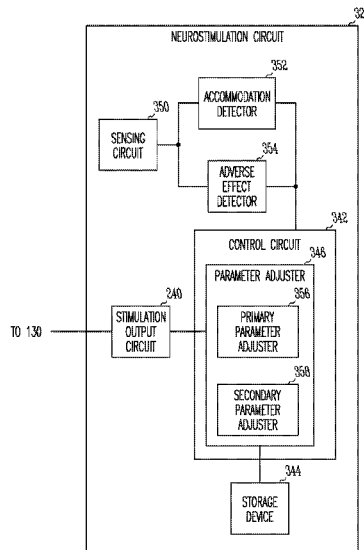 32
NEUROSTIMULATION CIRCUIT
352
ACCOMMODATION
DETECTOR
350
SENSING
CIRCUIT
354
ADVERSE
EFFECT
DETECTOR
342
CONTROL CIRCUIT
346
PARAMETER ADJUSTER
240
TO 130
STIMULATION
OUTPUT
CIRCUIT
356
PRIMARY
PARAMETER
ADJUSTER
358
SECONDARY
PARAMETER
ADJUSTER
344
STORAGE
DEVICE